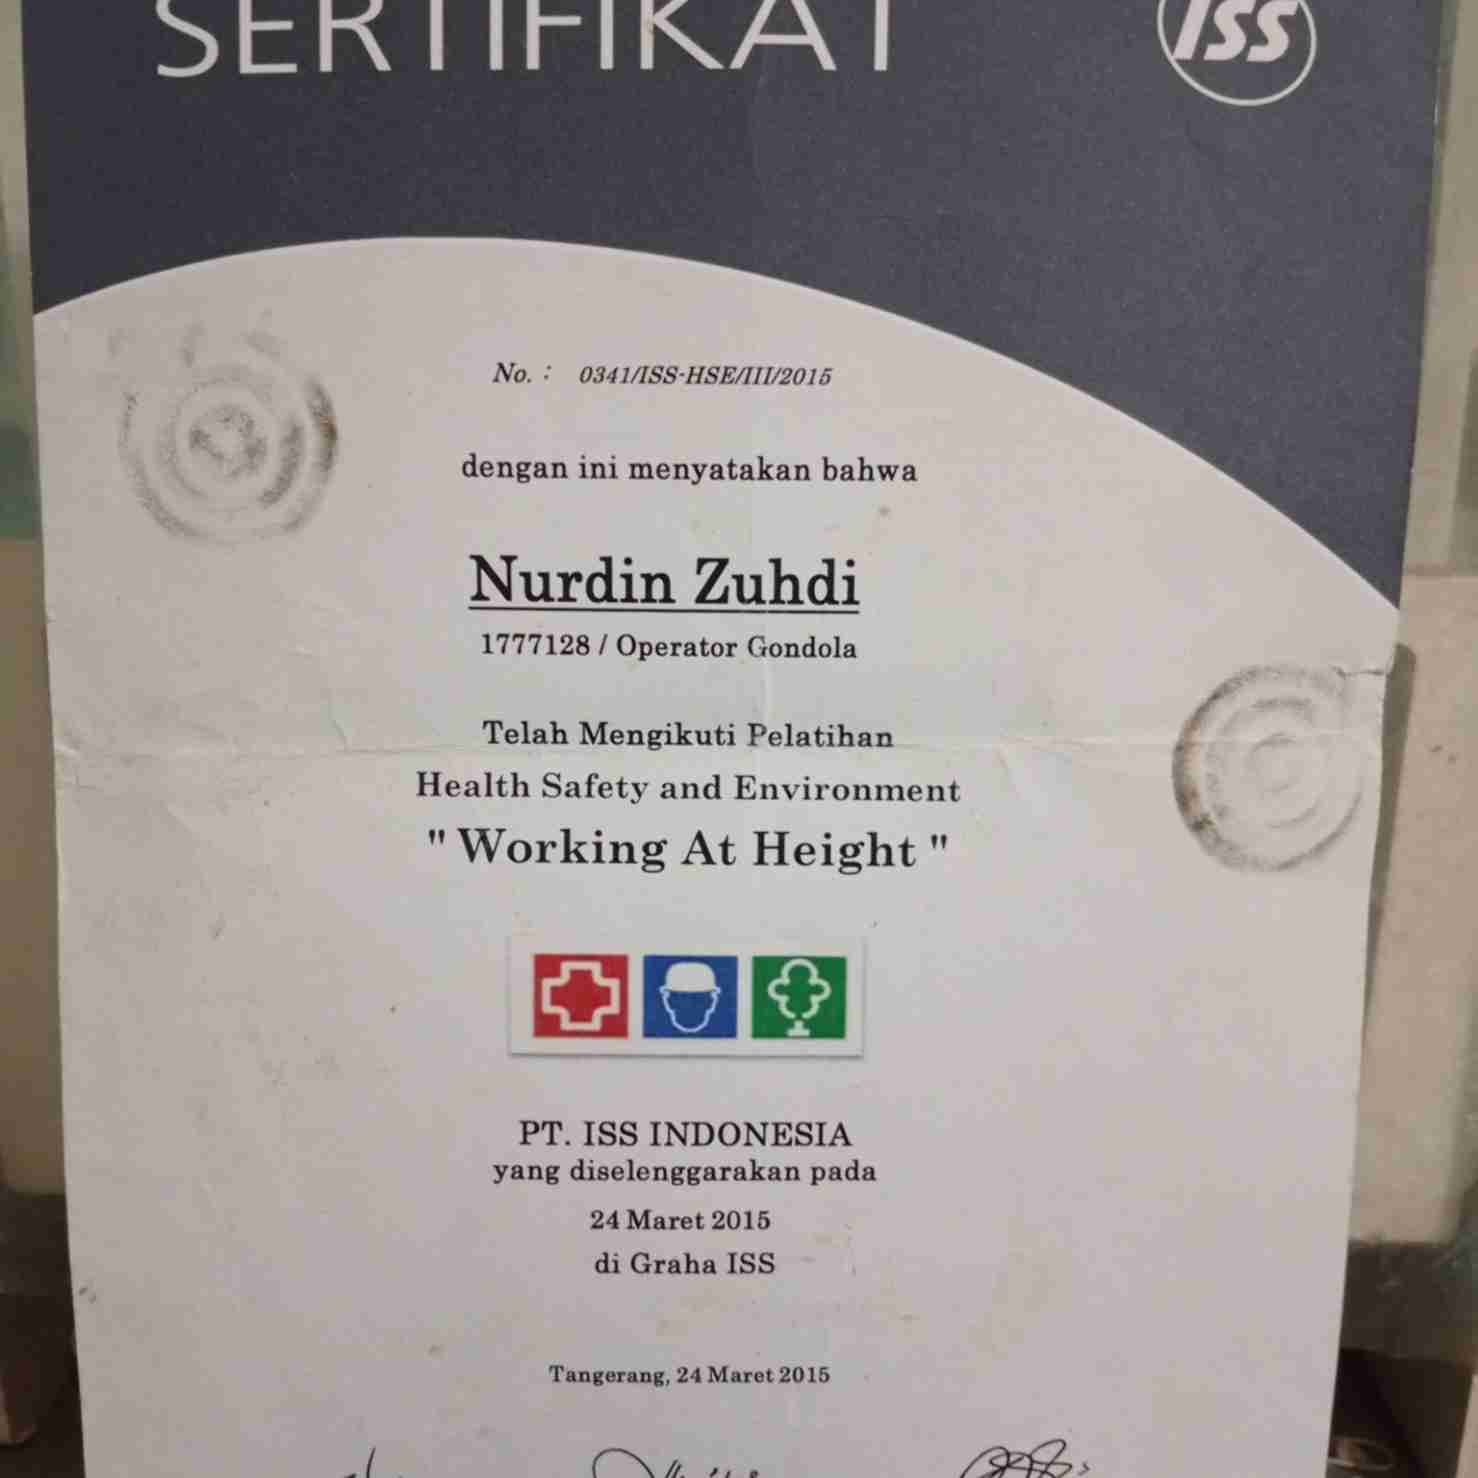 SERTIFIKAT
ISS
No. : 0341/ISS-HSE/III/2015
dengan ini menyatakan bahwa
Nurdin Zuhdi
1777128 / Operator Gondola
Telah Mengikuti Pelatihan
Health Safety and Environment
" Working At Height "
PT. ISS INDONESIA
yang diselenggarakan pada
24 Maret 2015
di Graha ISS
Tangerang, 24 Maret 2015